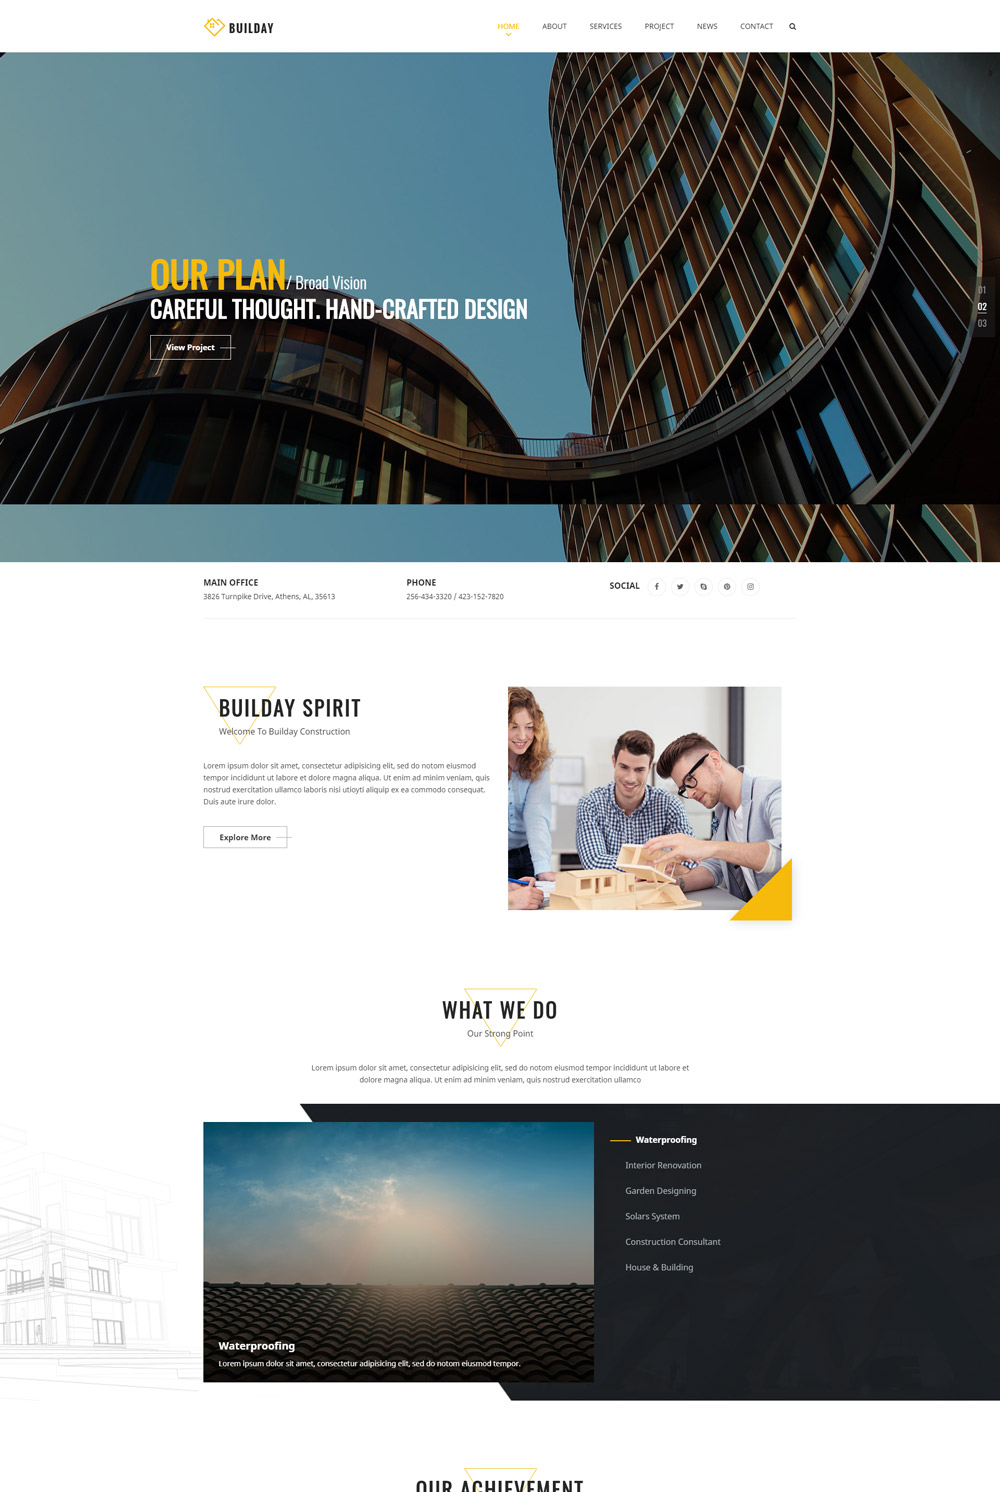 BUILDAY
HOME ABOUT SERVICES PROJECT NEWS CONTACT
OUR PLAN / Broad Vision
CAREFUL THOUGHT. HAND-CRAFTED DESIGN
View Project
01
02
03
MAIN OFFICE
3826 Turnpike Drive, Athens, AL, 35613
PHONE
256-434-3320 / 423-152-7820
SOCIAL
BUILDAY SPIRIT
Welcome To Builday Construction
Lorem ipsum dolor sit amet, consectetur adipisicing elit, sed do notom eiusmod
tempor incididunt ut labore et dolore magna aliqua. Ut enim ad minim veniam, quis
nostrud exercitation ullamco laboris nisi utioyti aliquip ex ea commodo consequat.
Duis aute irure dolor.
Explore More
WHAT WE DO
Our Strong Point
Lorem ipsum dolor sit amet, consectetur adipisicing elit, sed do notom eiusmod tempor incididunt ut labore et
dolore magna aliqua. Ut enim ad minim veniam, quis nostrud exercitation ullamco
Waterproofing
Lorem ipsum dolor sit amet, consectetur adipisicing elit, sed do notom eiusmod tempor.
Waterproofing
Interior Renovation
Garden Designing
Solars System
Construction Consultant
House & Building
OUR ACHIEVEMENT